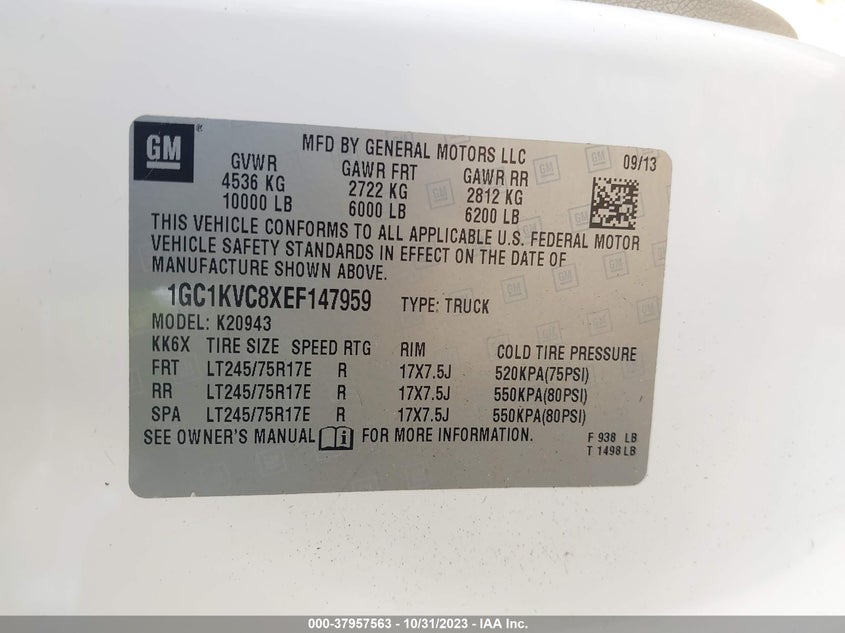 GM®
MFD BY GENERAL MOTORS LLC 09/13
GVWR GAWR FRT GAWR RR
4536 KG 2722 KG 2812 KG
10000 LB 6000 LB 6200 LB
THIS VEHICLE CONFORMS TO ALL APPLICABLE U.S. FEDERAL MOTOR
VEHICLE SAFETY STANDARDS IN EFFECT ON THE DATE OF
MANUFACTURE SHOWN ABOVE.
1GC1KVC8XEF147959 TYPE: TRUCK
MODEL: K20943
KK6X TIRE SIZE SPEED RTG RIM COLD TIRE PRESSURE
FRT LT245/75R17E R 17X7.5J 520KPA(75PSI)
RR LT245/75R17E R 17X7.5J 550KPA(80PSI)
SPA LT245/75R17E R 17X7.5J 550KPA(80PSI)
SEE OWNER'S MANUAL FOR MORE INFORMATION. F 938 LB
T 1498 LB
000-37957563 - 10/31/2023 - IAA Inc.